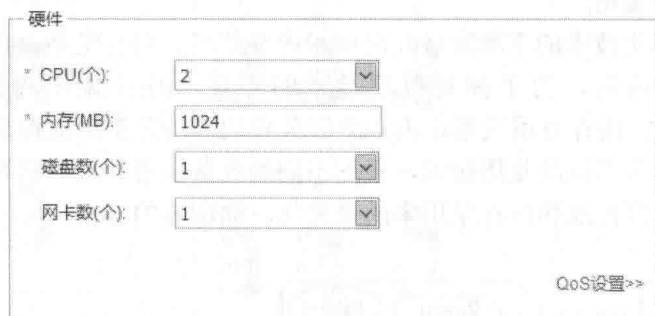 硬件
* CPU(个): 2
* 内存(MB): 1024
磁盘数(个): 1
网卡数(个): 1
QoS设置>>